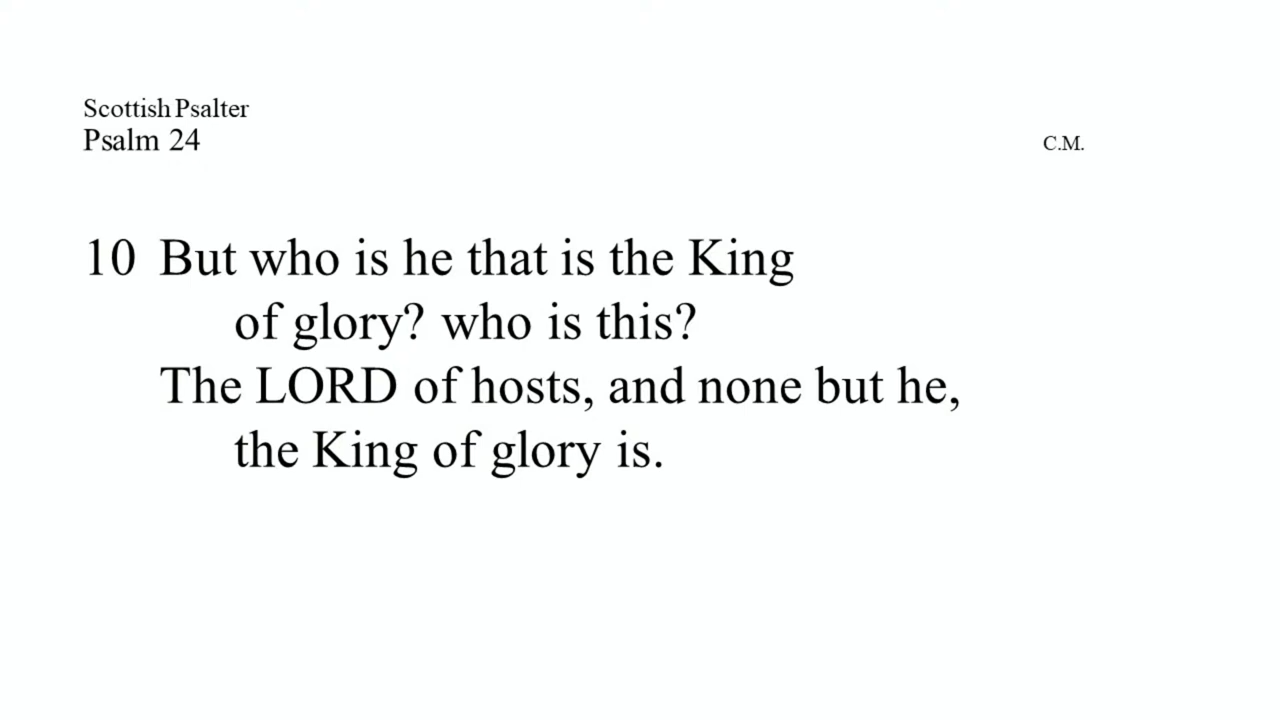 Scottish Psalter
Psalm 24
C.M.
10 But who is he that is the King
of glory? who is this?
The LORD of hosts, and none but he,
the King of glory is.